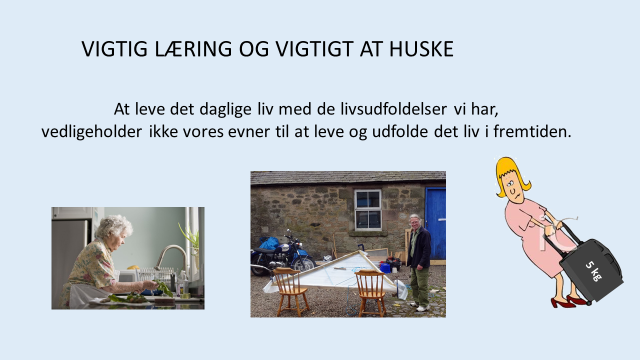 VIGTIG LÆRING OG VIGTIGT AT HUSKE
At leve det daglige liv med de livsudfoldelser vi har,
vedligeholder ikke vores evner til at leve og udfolde det liv i fremtiden.
5 kg